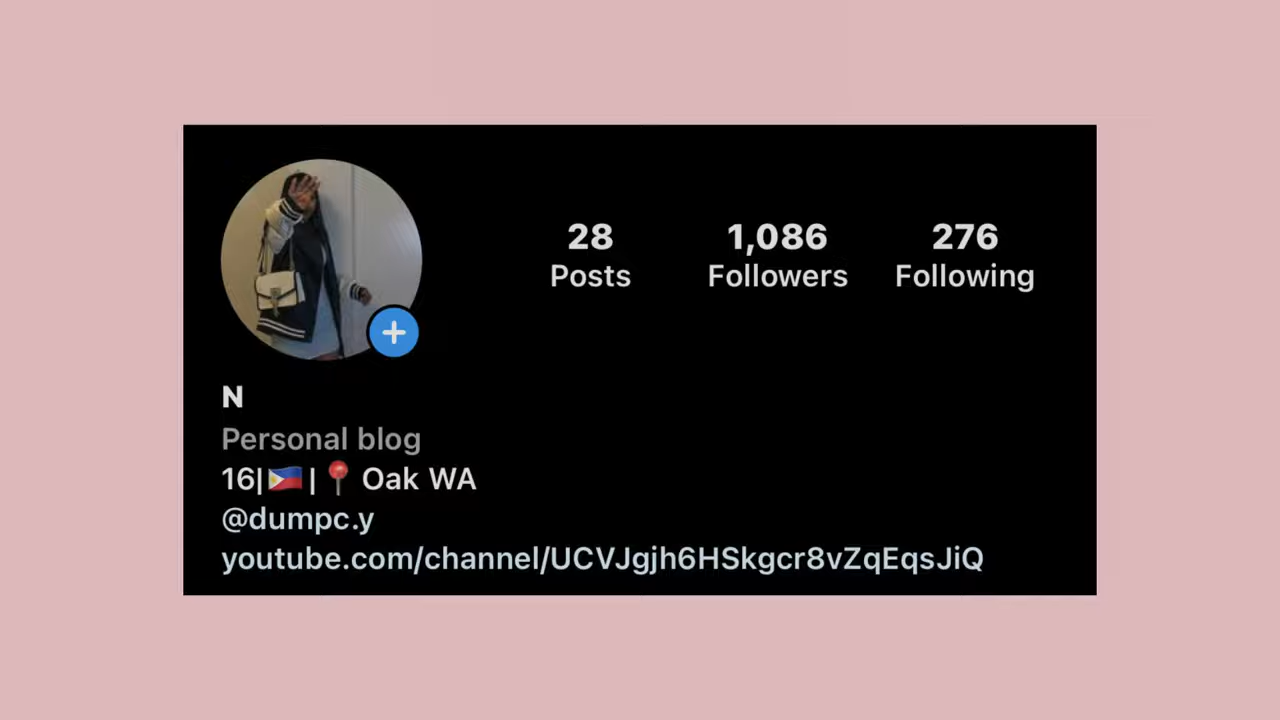 28 1,086 276
Posts Followers Following
N
Personal blog
16|🇵🇭 | 📍 Oak WA
@dumpc.y
youtube.com/channel/UCVJgjh6HSkgcr8vZqEqsJiQ